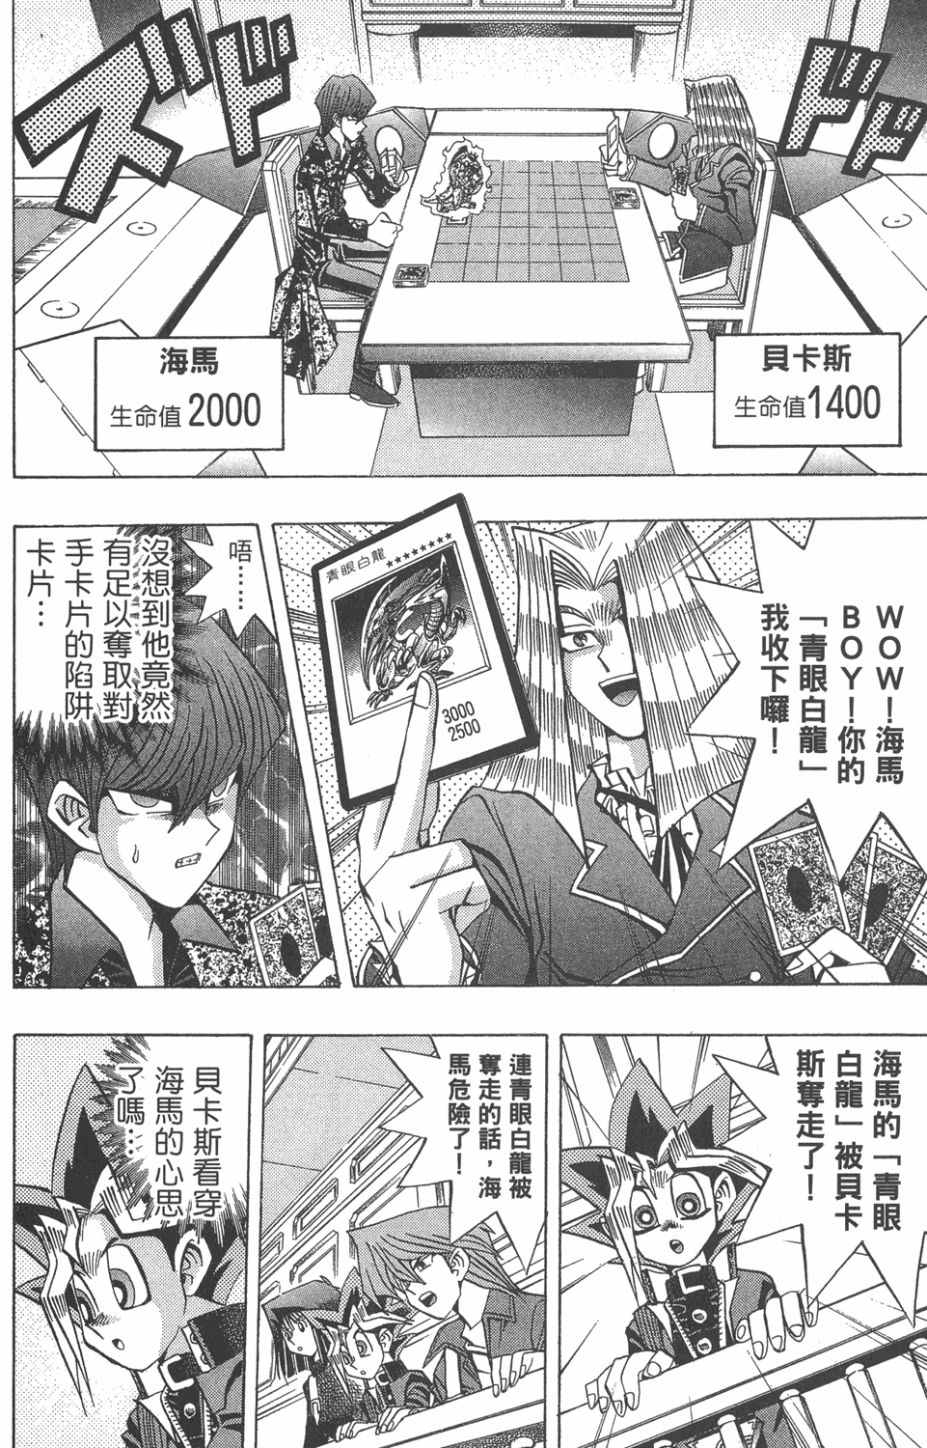 ズドド
ドド
海馬
生命值2000
貝卡斯
生命值1400
WOW！海馬
BOY！你的
「青眼白龍」
我收下囉！
青眼白龍
★★★★★★★★
3000
2500
唔……
沒想到他竟然
有足以奪取對
手卡片的陷阱
卡片…
海馬的「青眼
白龍」被貝卡
斯奪走了！
連青眼白龍被
奪走的話，海
馬危險了！
貝卡斯看穿
海馬的心思
了嗎…